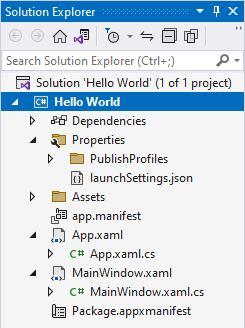 Solution Explorer
Search Solution Explorer (Ctrl+;)
Solution 'Hello World' (1 of 1 project)
C# Hello World
Dependencies
Properties
PublishProfiles
launchSettings.json
Assets
app.manifest
App.xaml
C# App.xaml.cs
MainWindow.xaml
C# MainWindow.xaml.cs
Package.appxmanifest